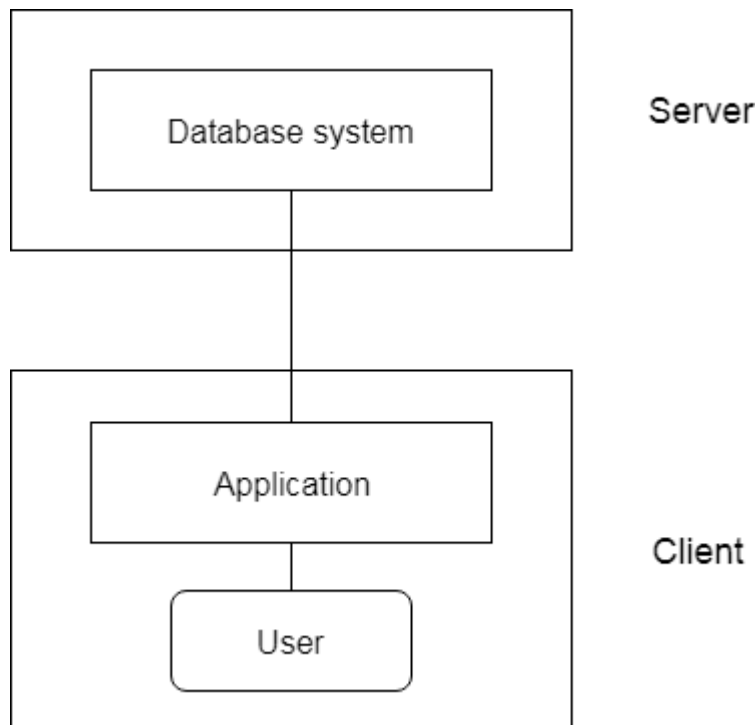 Database system
Server
Application
Client
User